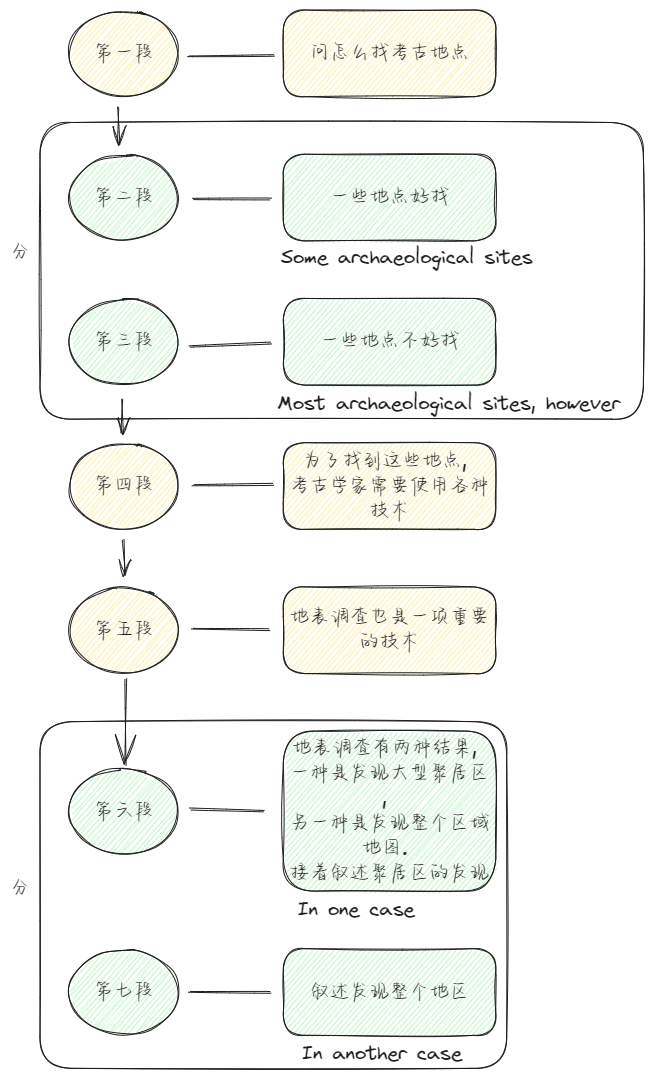 第一段
问怎么找考古地点
分
第二段
一些地点好找
Some archaeological sites
第三段
一些地点不好找
Most archaeological sites, however
第四段
为了找到这些地点,
考古学家需要使用各种
技术
第五段
地表调查也是一项重要
的技术
分
第六段
地表调查有两种结果,
一种是发现大型聚居区
,
另一种是发现整个区域
地图.
接着叙述聚居区的发现
In one case
第七段
叙述发现整个地区
In another case